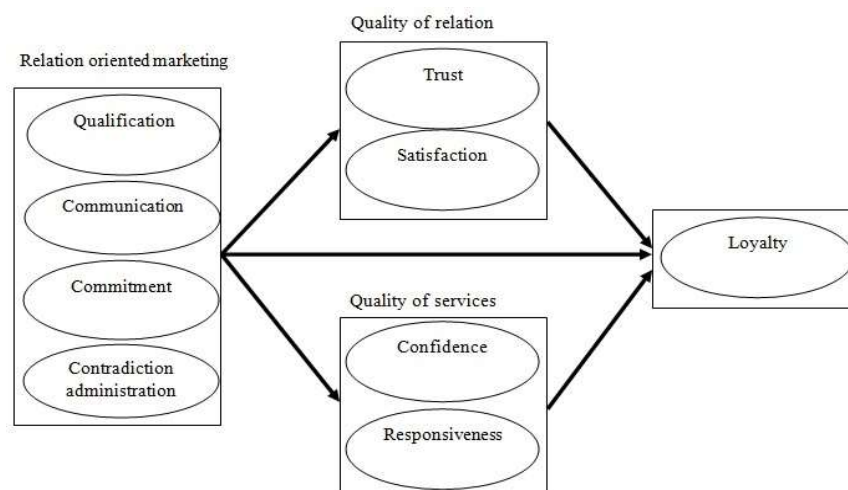 Relation oriented marketing
Qualification
Communication
Commitment
Contradiction
administration
Quality of relation
Trust
Satisfaction
Quality of services
Confidence
Responsiveness
Loyalty